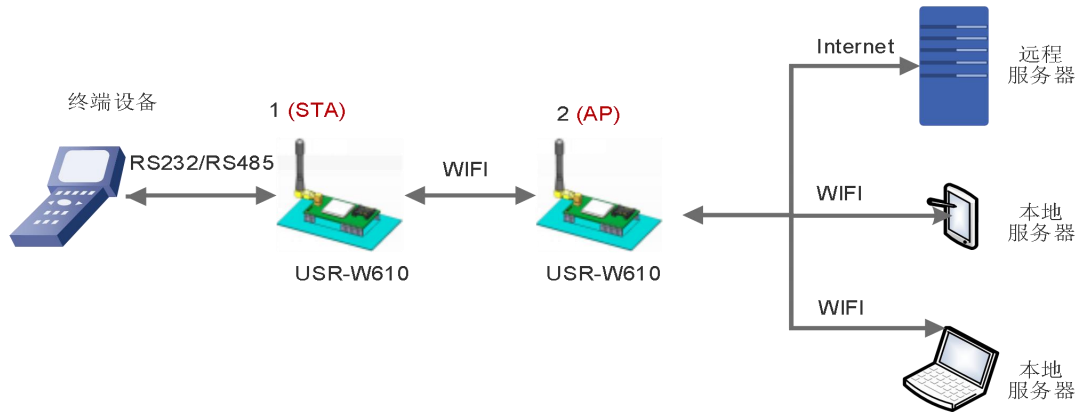 终端设备
RS232/RS485
1 (STA)
USR-W610
WIFI
2 (AP)
USR-W610
Internet
远程
服务器
WIFI
本地
服务器
WIFI
本地
服务器